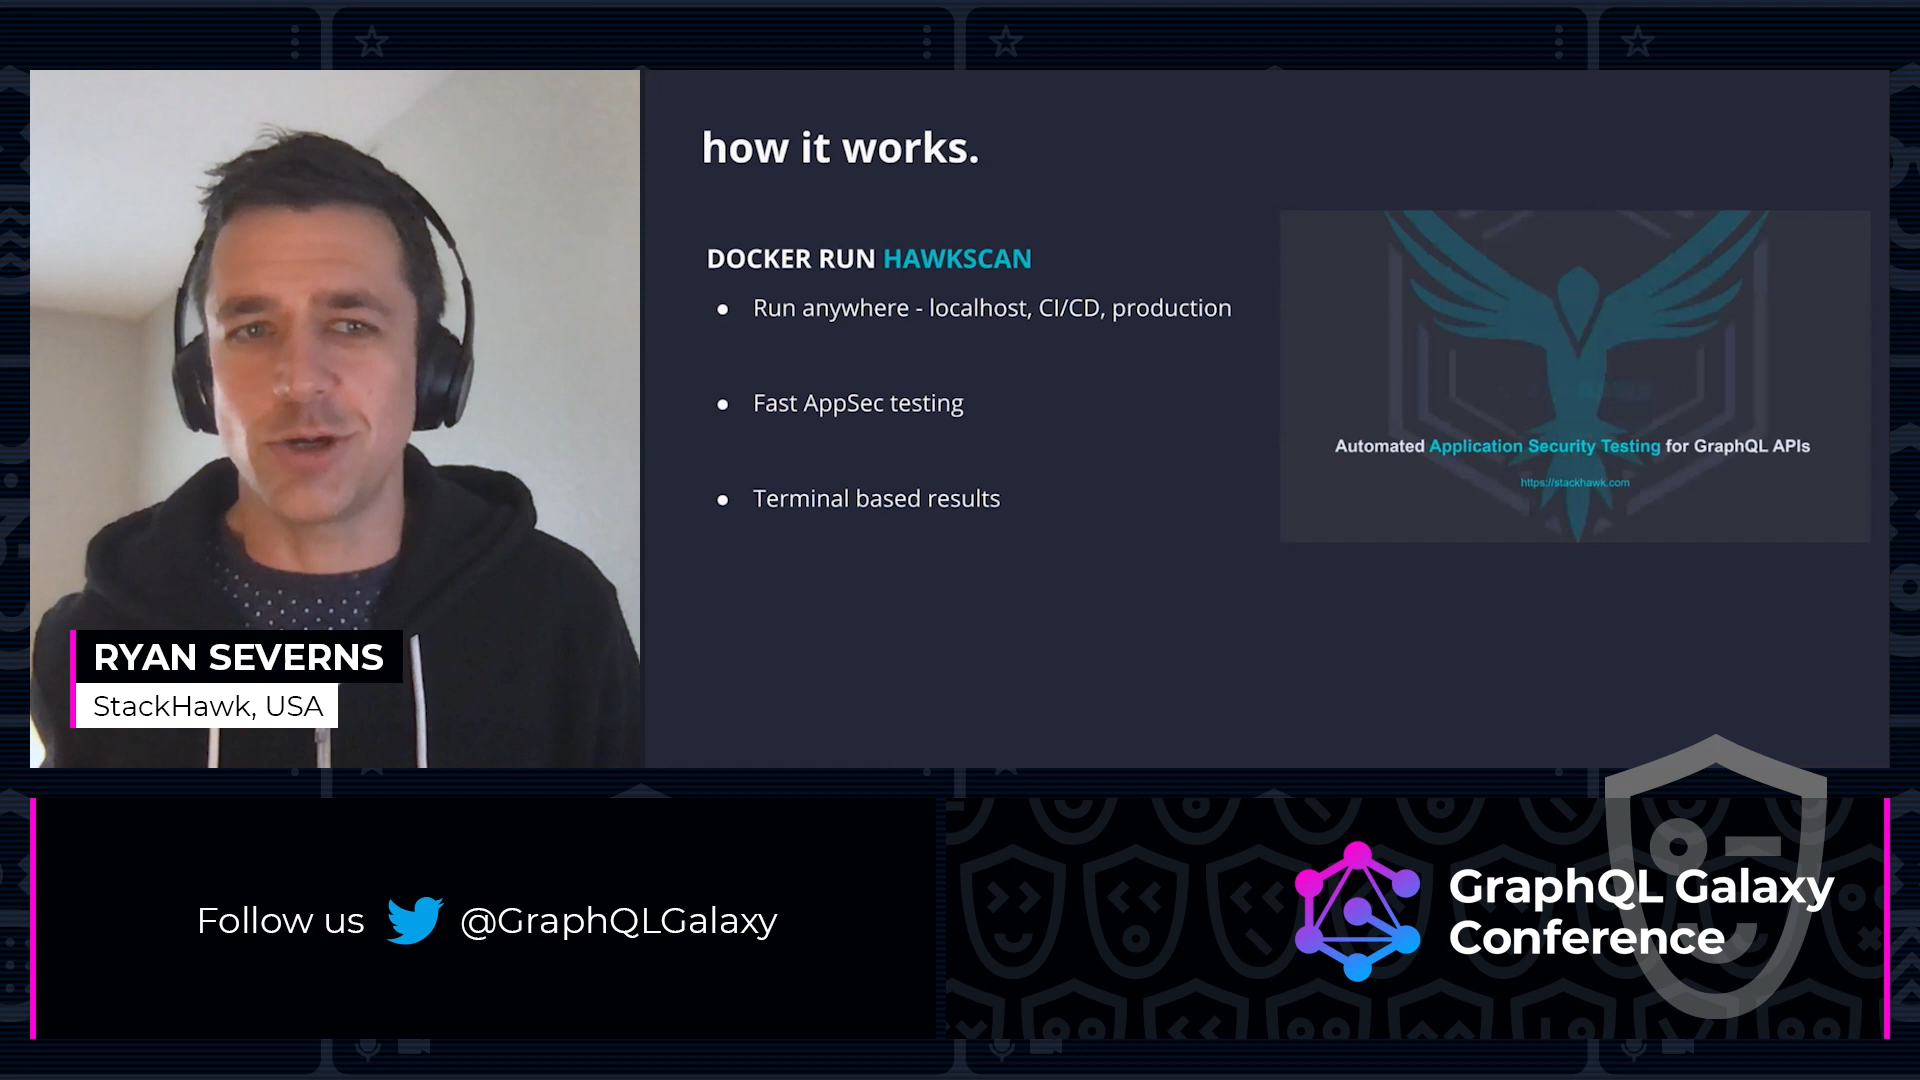 how it works.
DOCKER RUN HAWKSCAN
Run anywhere - localhost, CI/CD, production
Fast AppSec testing
Terminal based results
Automated Application Security Testing for GraphQL APIs
https://stackhawk.com
RYAN SEVERNS
StackHawk, USA
Follow us @GraphQLGalaxy
GraphQL Galaxy
Conference